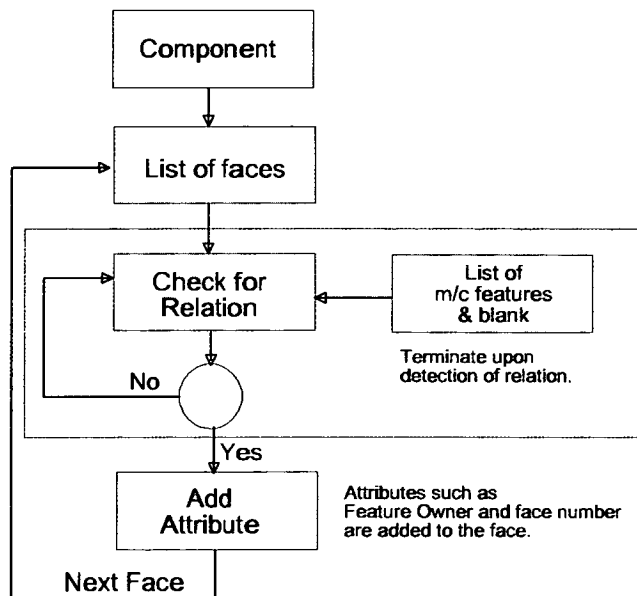 Component
List of faces
Check for
Relation
List of
m/c features
& blank
Terminate upon
detection of relation.
No
Yes
Add
Attribute
Attributes such as
Feature Owner and face number
are added to the face.
Next Face